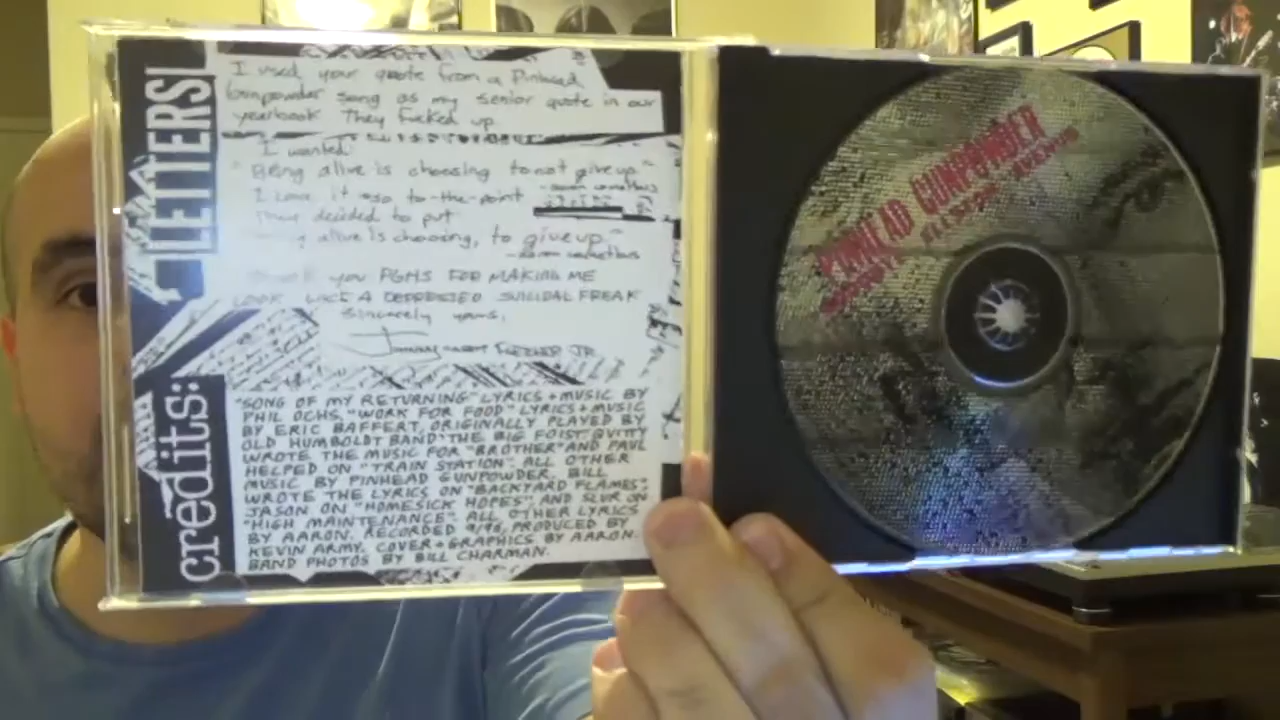 LETTERS!
I used your quote from a Pinhead
Gunpowder song as my senior quote in our
yearbook They fucked up.
I wanted:
"Being alive is choosing to not give up"
- aaron cometbus
I love it so to-the-point
They decided to put
alive is choosing, to give up"
- aaron cometbus
you PGHS FOR MAKING ME
LOOK LIKE A DEPRESSED SUICIDAL FREAK
Sincerely yours,
JR
credits:
"SONG OF MY RETURNING" LYRICS + MUSIC BY
PHIL OCHS, "WORK FOR FOOD" LYRICS + MUSIC
BY ERIC BAFFERT, ORIGINALLY PLAYED BY
OLD HUMBOLDT BAND THE BIG FOIST.
WROTE THE MUSIC FOR "BROTHER" AND PAUL
HELPED ON "TRAIN STATION". ALL OTHER
MUSIC BY PINHEAD GUNPOWDER. BILL
WROTE THE LYRICS ON "BACKYARD FLAMES",
JASON ON "HOMESICK HOPES", AND SLUR ON
"HIGH MAINTENANCE". ALL OTHER LYRICS
BY AARON. RECORDED 9/96, PRODUCED BY
KEVIN ARMY. COVER + GRAPHICS BY AARON.
BAND PHOTOS BY BILL CHARMAN.
PINHEAD GUNPOWDER